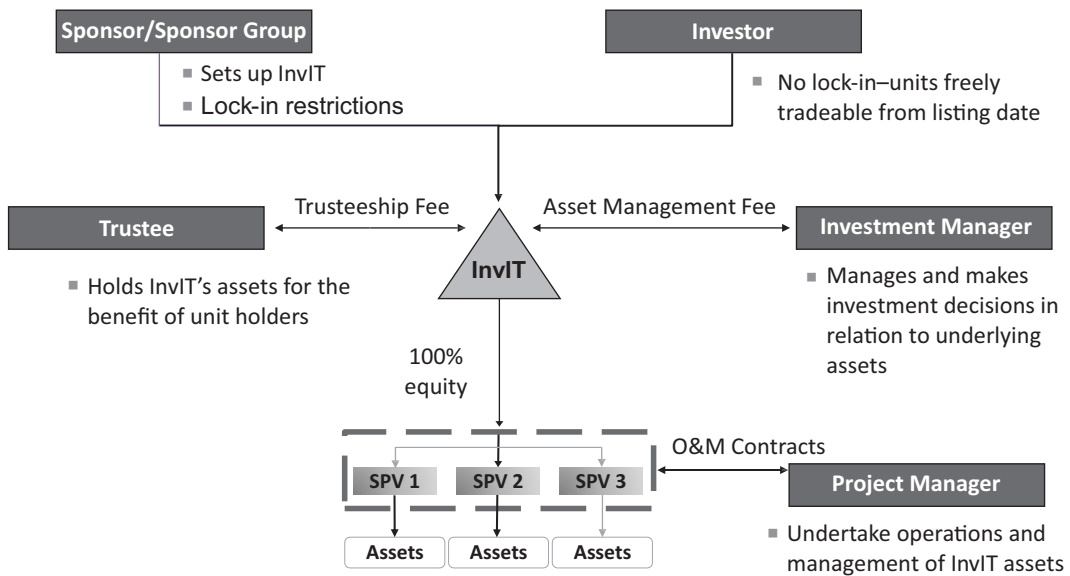 Sponsor/Sponsor Group
Investor
▪ Sets up InvIT
▪ Lock-in restrictions
▪ No lock-in–units freely
tradeable from listing date
Trusteeship Fee
Asset Management Fee
Trustee
Investment Manager
InvIT
▪ Holds InvIT's assets for the
benefit of unit holders
▪ Manages and makes
investment decisions in
relation to underlying
assets
100%
equity
O&M Contracts
SPV 1
SPV 2
SPV 3
Project Manager
Assets
Assets
Assets
▪ Undertake operations and
management of InvIT assets